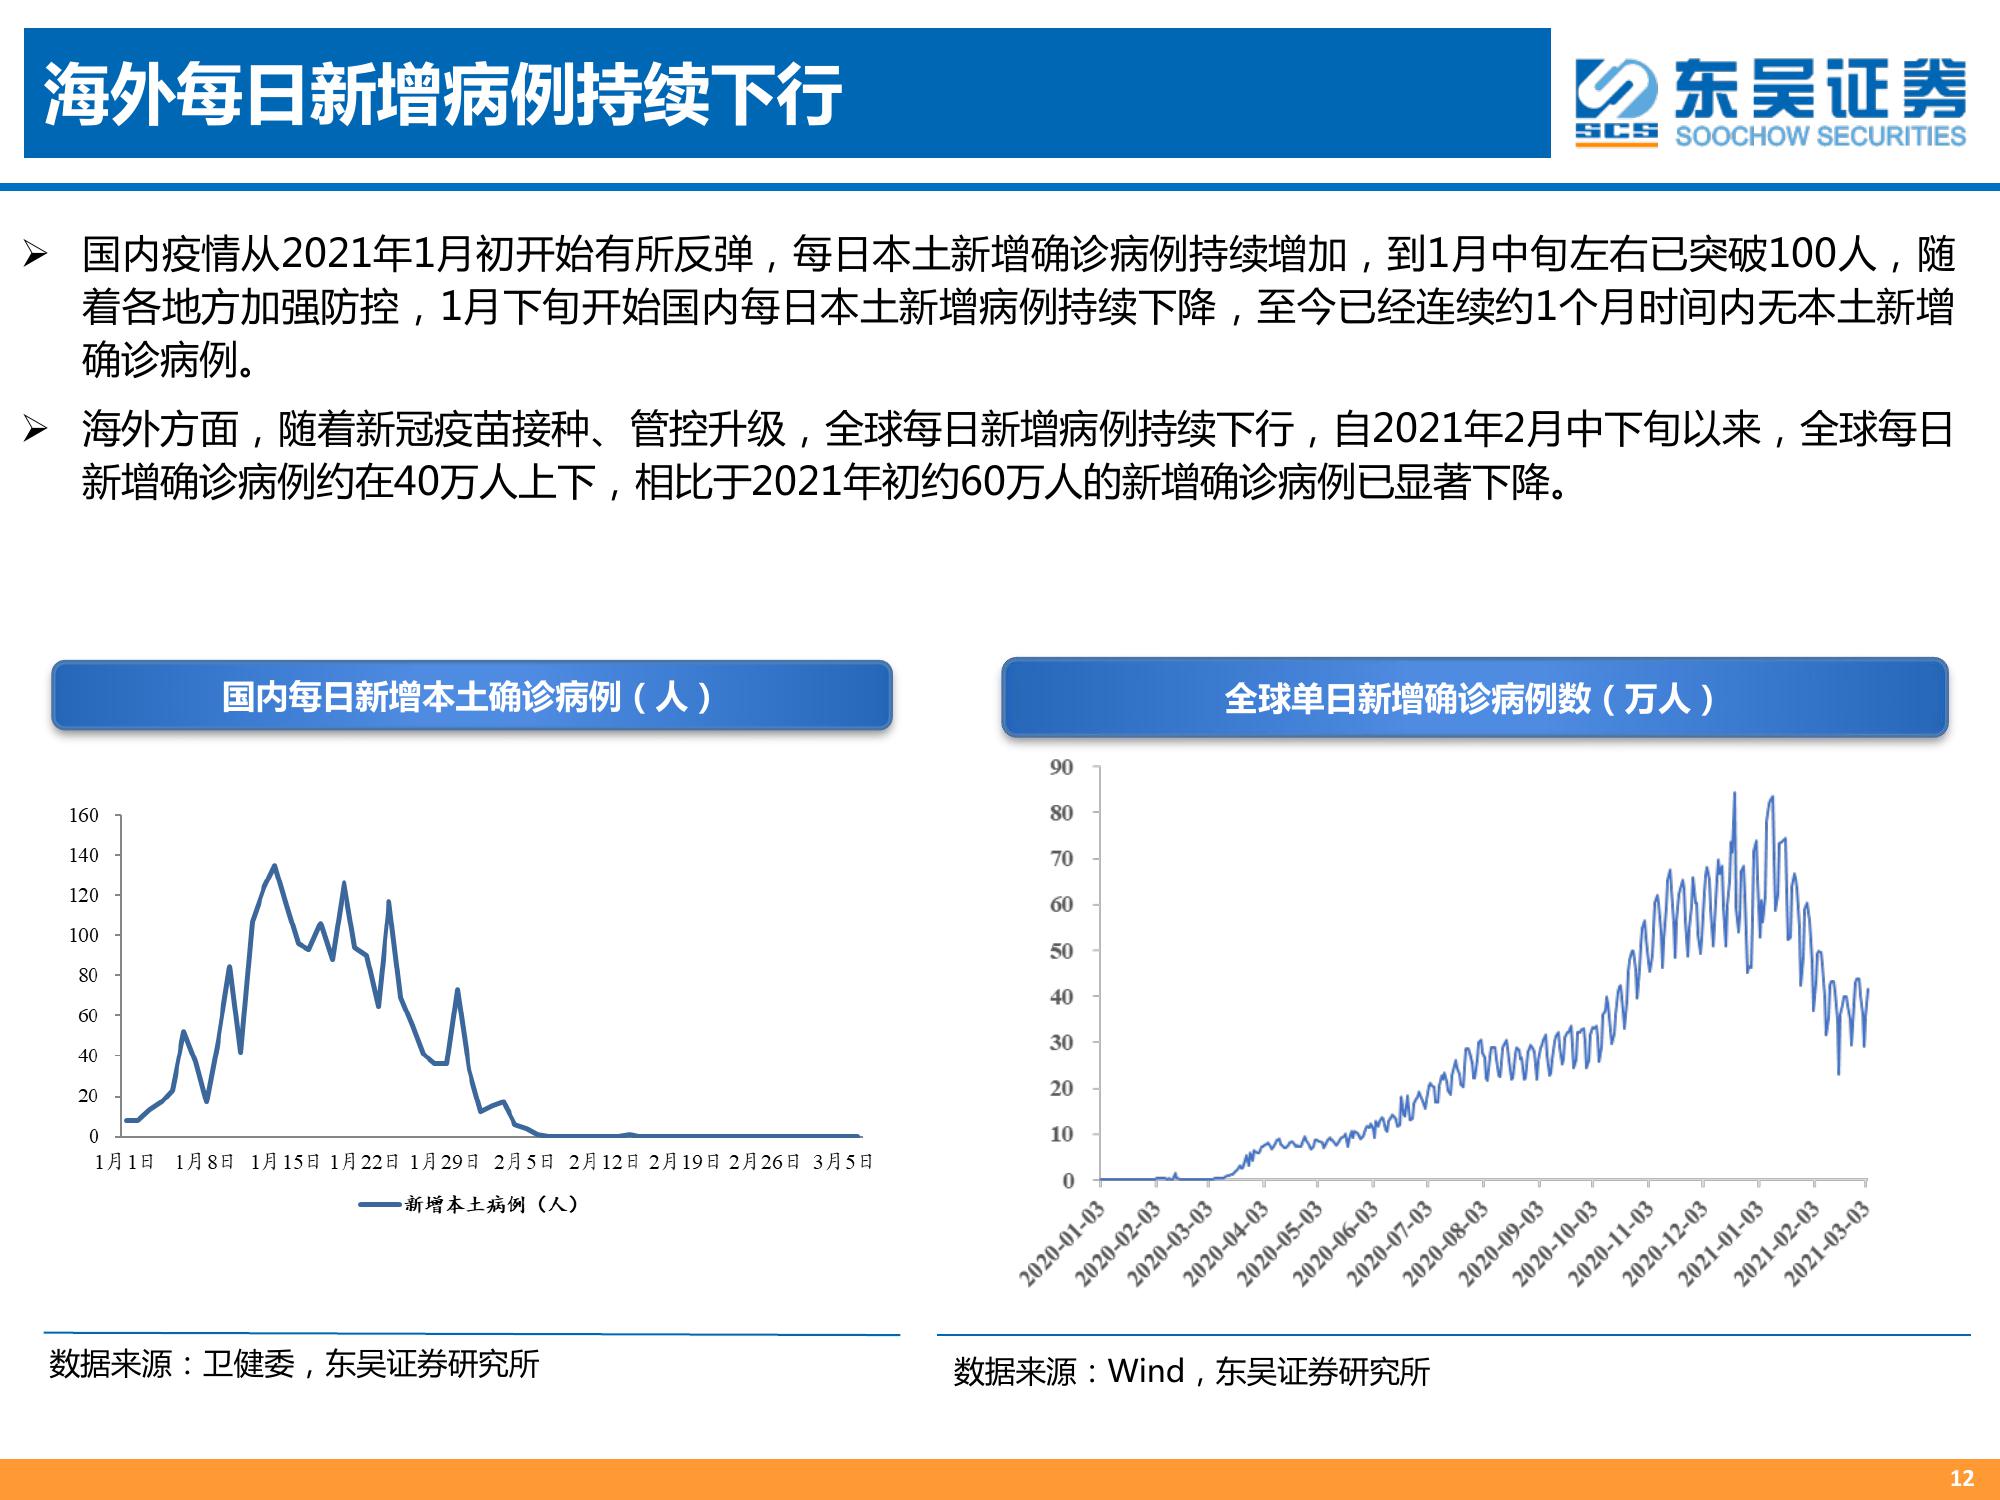 海外每日新增病例持续下行
东吴证券
SCS
SOOCHOW SECURITIES
国内疫情从2021年1月初开始有所反弹，每日本土新增确诊病例持续增加，到1月中旬左右已突破100人，随
着各地方加强防控，1月下旬开始国内每日本土新增病例持续下降，至今已经连续约1个月时间内无本土新增
确诊病例。
海外方面，随着新冠疫苗接种、管控升级，全球每日新增病例持续下行，自2021年2月中下旬以来，全球每日
新增确诊病例约在40万人上下，相比于2021年初约60万人的新增确诊病例已显著下降。
国内每日新增本土确诊病例（人）
160
140
120
100
80
60
40
20
0
1月1日 1月8日 1月15日 1月22日 1月29日 2月5日 2月12日 2月19日 2月26日 3月5日
新增本土病例（人）
数据来源：卫健委，东吴证券研究所
全球单日新增确诊病例数（万人）
90
80
70
60
50
40
30
20
10
0
2020-01-03 2020-02-03 2020-03-03 2020-04-03 2020-05-03 2020-06-03 2020-07-03 2020-08-03 2020-09-03 2020-10-03 2020-11-03 2020-12-03 2021-01-03 2021-02-03 2021-03-03
数据来源：Wind，东吴证券研究所
12